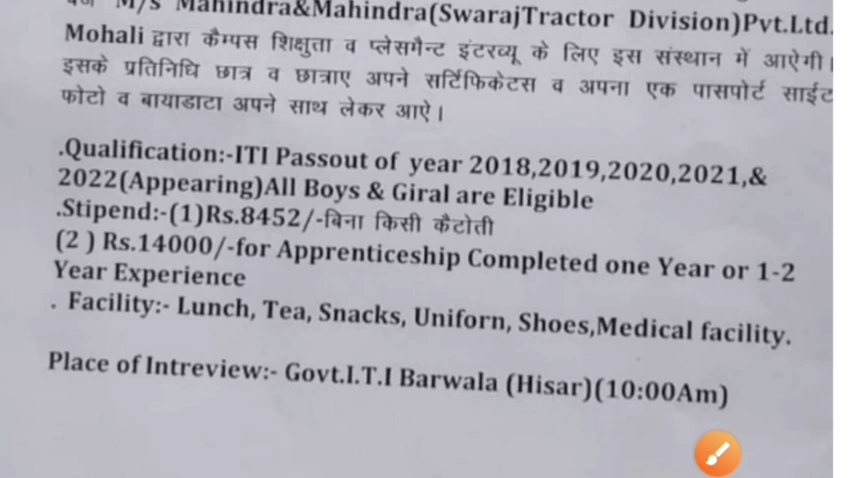 M/s Mahindra&Mahindra(SwarajTractor Division)Pvt.Ltd.
Mohali द्वारा कैम्पस शिक्षुता व प्लेसमैन्ट इंटरव्यू के लिए इस संस्थान में आऐगी।
इसके प्रतिनिधि छात्र व छात्राए अपने सर्टिफिकेटस व अपना एक पासपोर्ट साईट
फोटो व बायाडाटा अपने साथ लेकर आऐ।
.Qualification:-ITI Passout of year 2018,2019,2020,2021,&
2022(Appearing)All Boys & Giral are Eligible
.Stipend:-(1)Rs.8452/-बिना किसी कैटोती
(2 ) Rs.14000/-for Apprenticeship Completed one Year or 1-2
Year Experience
. Facility:- Lunch, Tea, Snacks, Uniforn, Shoes,Medical facility.
Place of Intreview:- Govt.I.T.I Barwala (Hisar)(10:00Am)